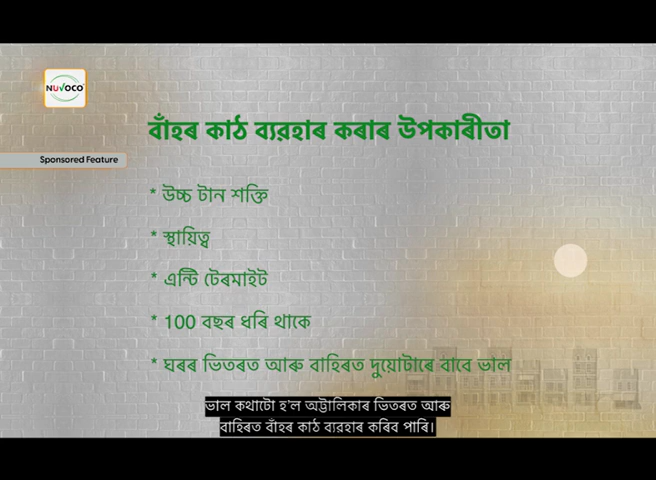 NUVOCO
বাঁহৰ কাঠ ব্যৱহাৰ কৰাৰ উপকাৰীতা
Sponsored Feature
* উচ্চ টান শক্তি
* স্থায়িত্ব
* এন্টি টেৰমাইট
* 100 বছৰ ধৰি থাকে
* ঘৰৰ ভিতৰত আৰু বাহিৰত দুয়োটাৰে বাবে ভাল
ভাল কথাটো হ'ল অট্টালিকাৰ ভিতৰত আৰু
বাহিৰত বাঁহৰ কাঠ ব্যৱহাৰ কৰিব পাৰি।